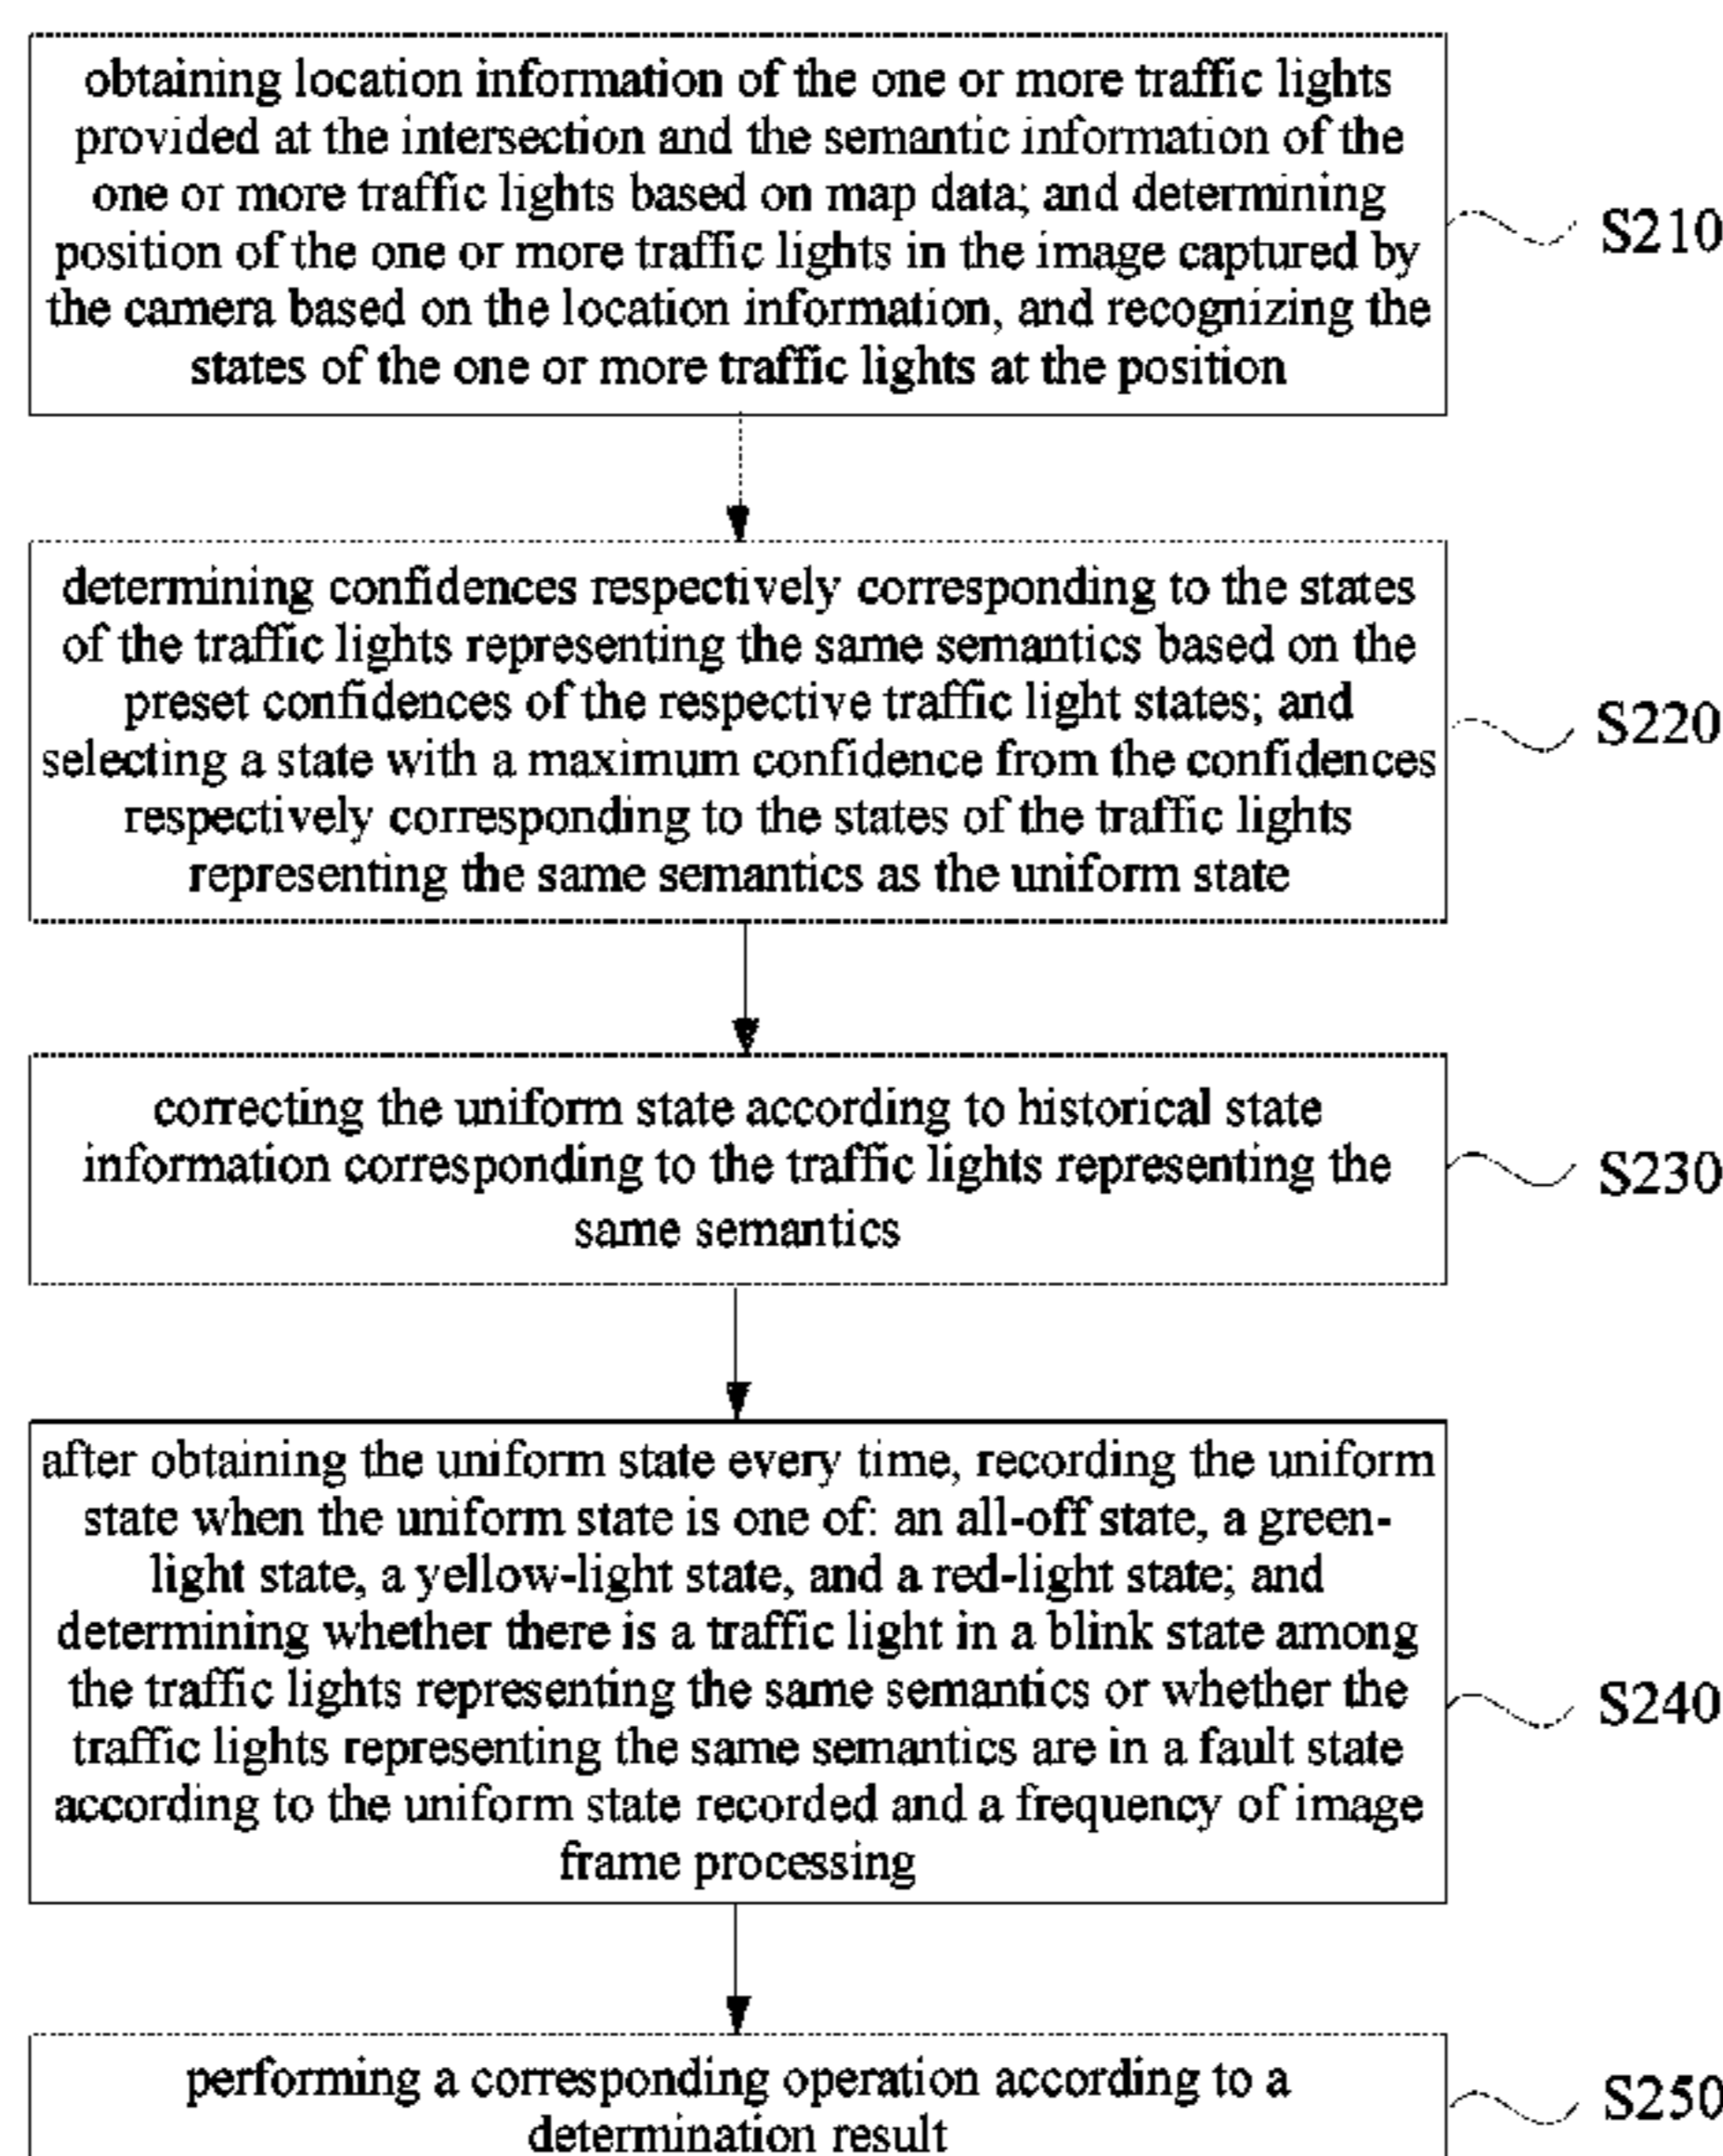 obtaining location information of the one or more traffic lights
provided at the intersection and the semantic information of the
one or more traffic lights based on map data; and determining
position of the one or more traffic lights in the image captured by
the camera based on the location information, and recognizing the
states of the one or more traffic lights at the position
S210
determining confidences respectively corresponding to the states
of the traffic lights representing the same semantics based on the
preset confidences of the respective traffic light states; and
selecting a state with a maximum confidence from the confidences
respectively corresponding to the states of the traffic lights
representing the same semantics as the uniform state
S220
correcting the uniform state according to historical state
information corresponding to the traffic lights representing the
same semantics
S230
after obtaining the uniform state every time, recording the uniform
state when the uniform state is one of: an all-off state, a green-
light state, a yellow-light state, and a red-light state; and
determining whether there is a traffic light in a blink state among
the traffic lights representing the same semantics or whether the
traffic lights representing the same semantics are in a fault state
according to the uniform state recorded and a frequency of image
frame processing
S240
performing a corresponding operation according to a
determination result
S250